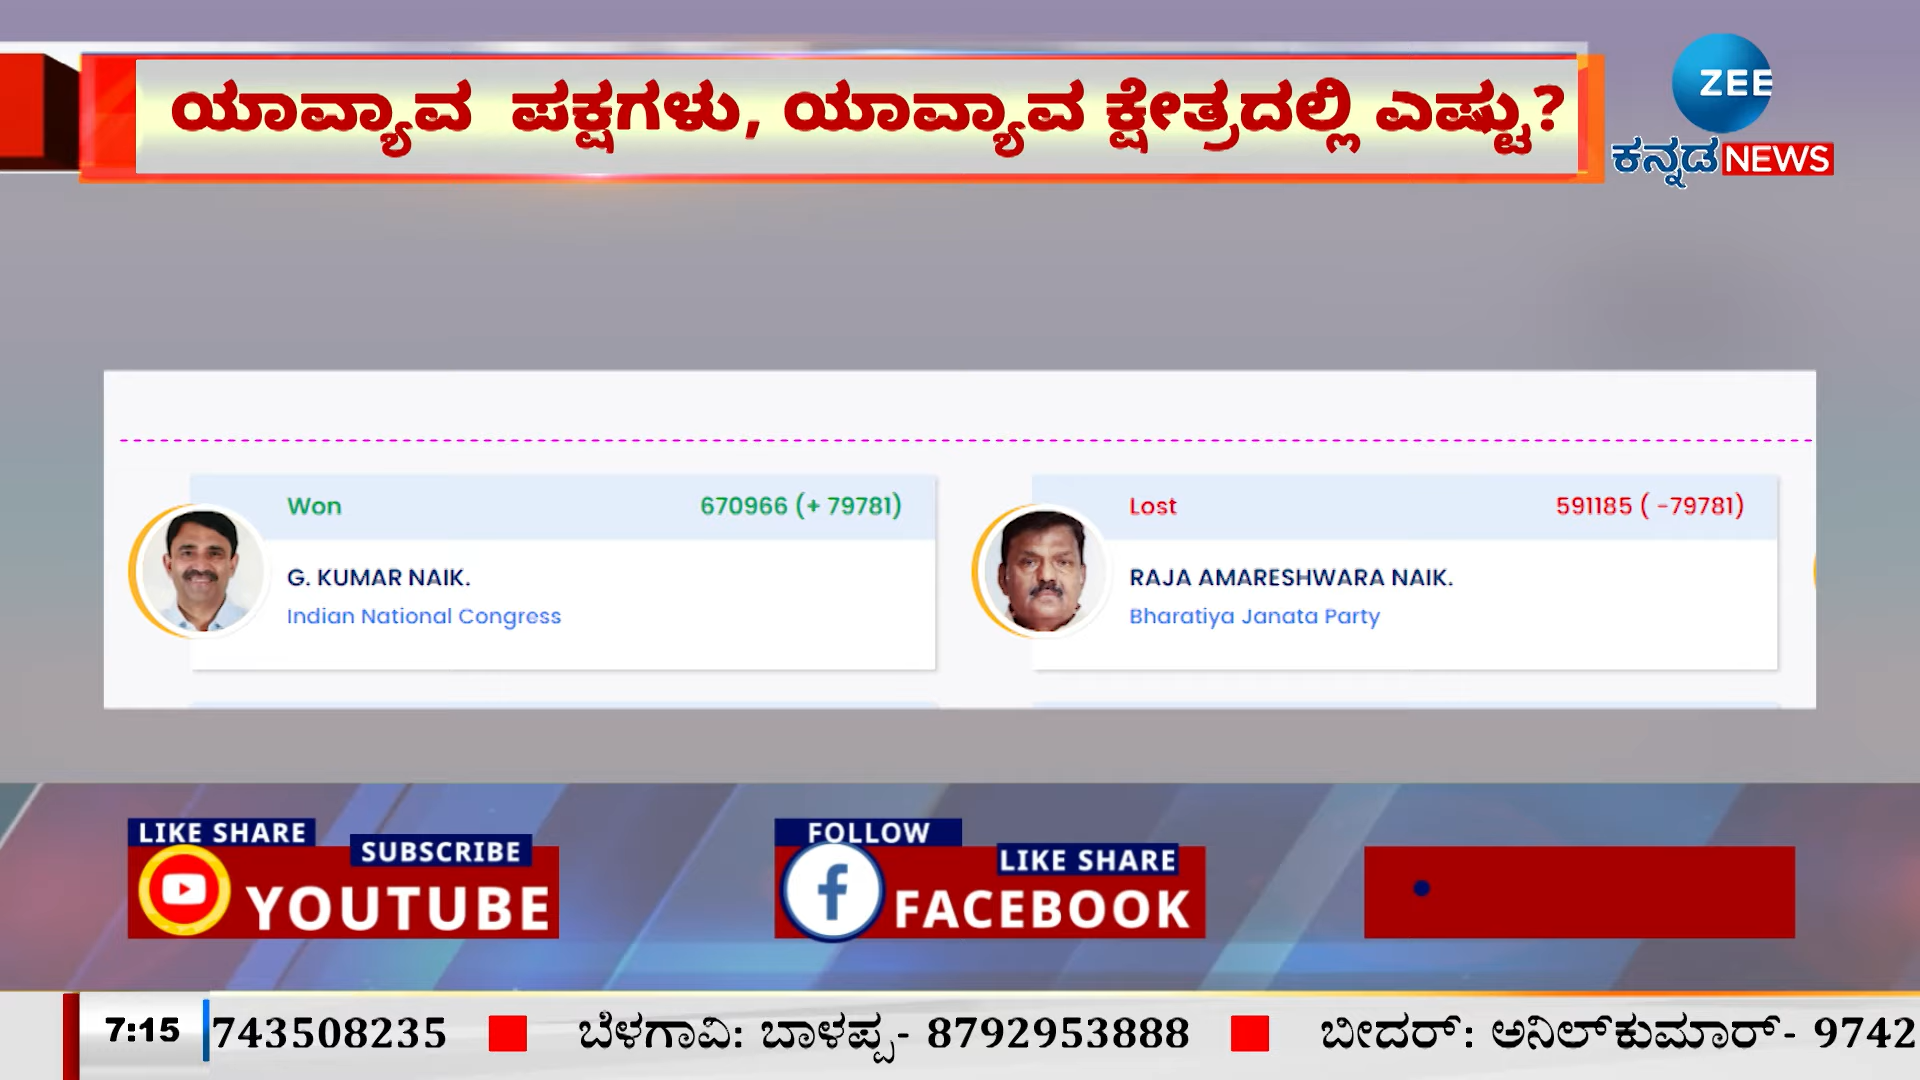 ಯಾವ್ಯಾವ ಪಕ್ಷಗಳು, ಯಾವ್ಯಾವ ಕ್ಷೇತ್ರದಲ್ಲಿ ಎಷ್ಟು?
ZEE
ಕನ್ನಡ NEWS
Won 670966 (+ 79781)
G. KUMAR NAIK.
Indian National Congress
Lost 591185 ( -79781)
RAJA AMARESHWARA NAIK.
Bharatiya Janata Party
LIKE SHARE
SUBSCRIBE
YOUTUBE
FOLLOW
LIKE SHARE
FACEBOOK
7:15 743508235 ಬೆಳಗಾವಿ: ಬಾಳಪ್ಪ- 8792953888 ಬೀದರ್: ಅನಿಲ್‌ಕುಮಾರ್- 9742